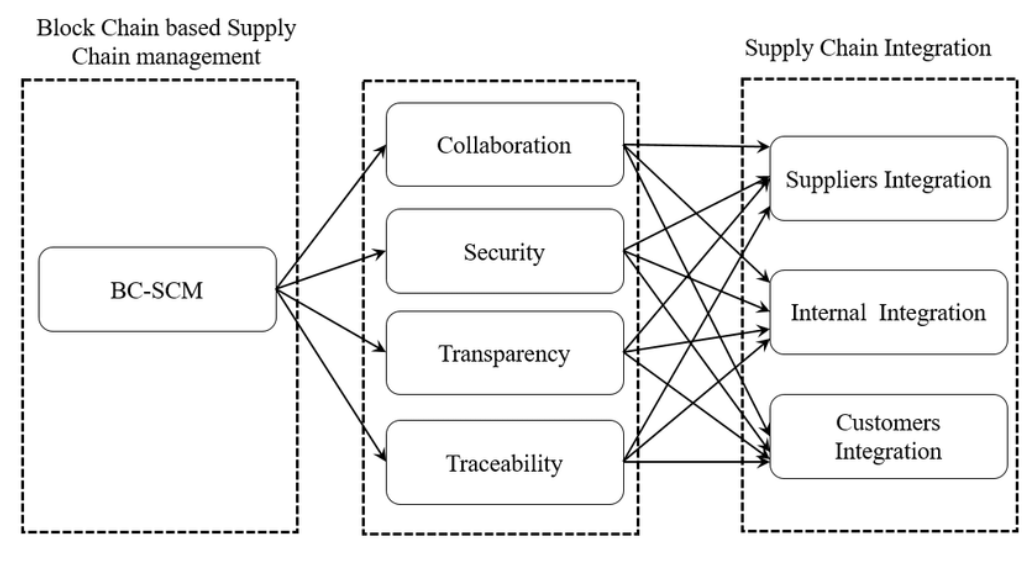 Block Chain based Supply
Chain management
BC-SCM
Collaboration
Security
Transparency
Traceability
Supply Chain Integration
Suppliers Integration
Internal Integration
Customers
Integration